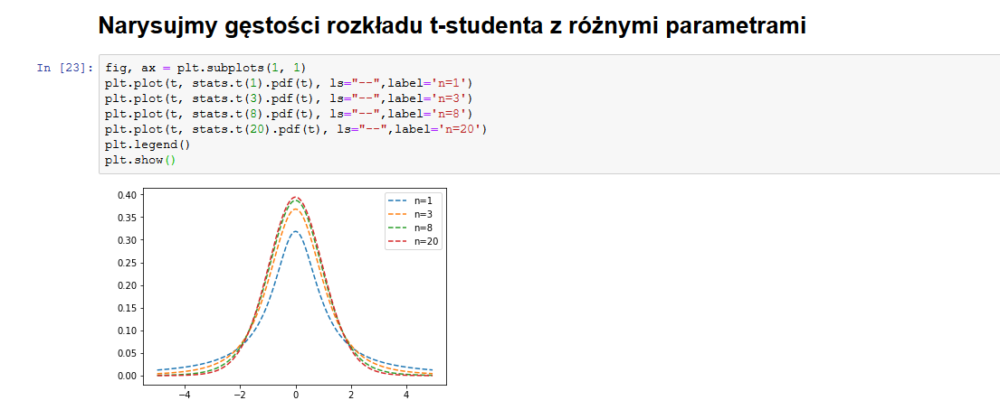 Narysujmy gęstości rozkładu t-studenta z różnymi parametrami
In [23]: fig, ax = plt.subplots(1, 1)
plt.plot(t, stats.t(1).pdf(t), ls="--",label='n=1')
plt.plot(t, stats.t(3).pdf(t), ls="--",label='n=3')
plt.plot(t, stats.t(8).pdf(t), ls="--",label='n=8')
plt.plot(t, stats.t(20).pdf(t), ls="--",label='n=20')
plt.legend()
plt.show()
0.40
0.35
0.30
0.25
0.20
0.15
0.10
0.05
0.00
n=1
n=3
n=8
n=20
−4 −2 0 2 4